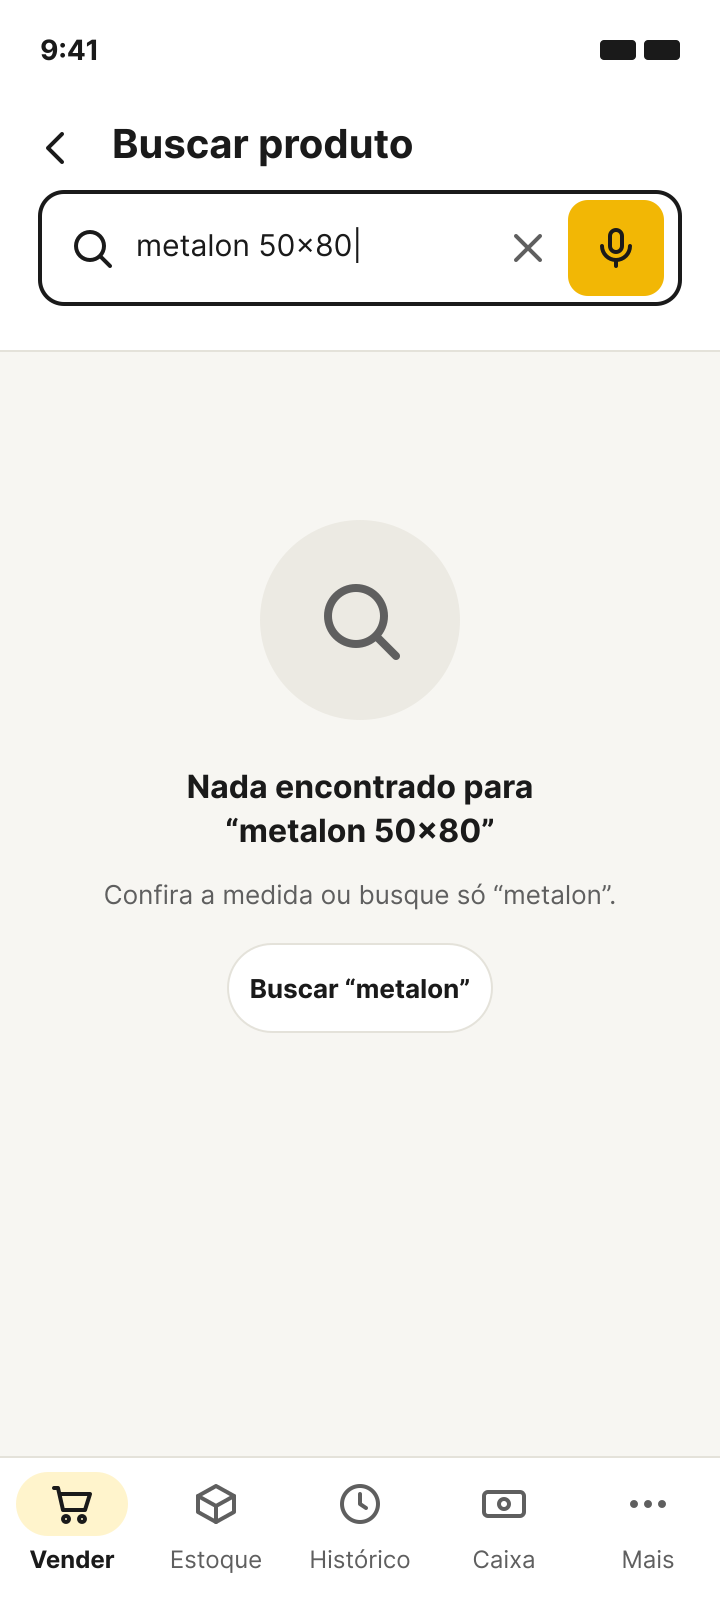 9:41
Buscar produto
metalon 50×80
Nada encontrado para
“metalon 50×80”
Confira a medida ou busque só “metalon”.
Buscar “metalon”
Vender
Estoque
Histórico
Caixa
Mais